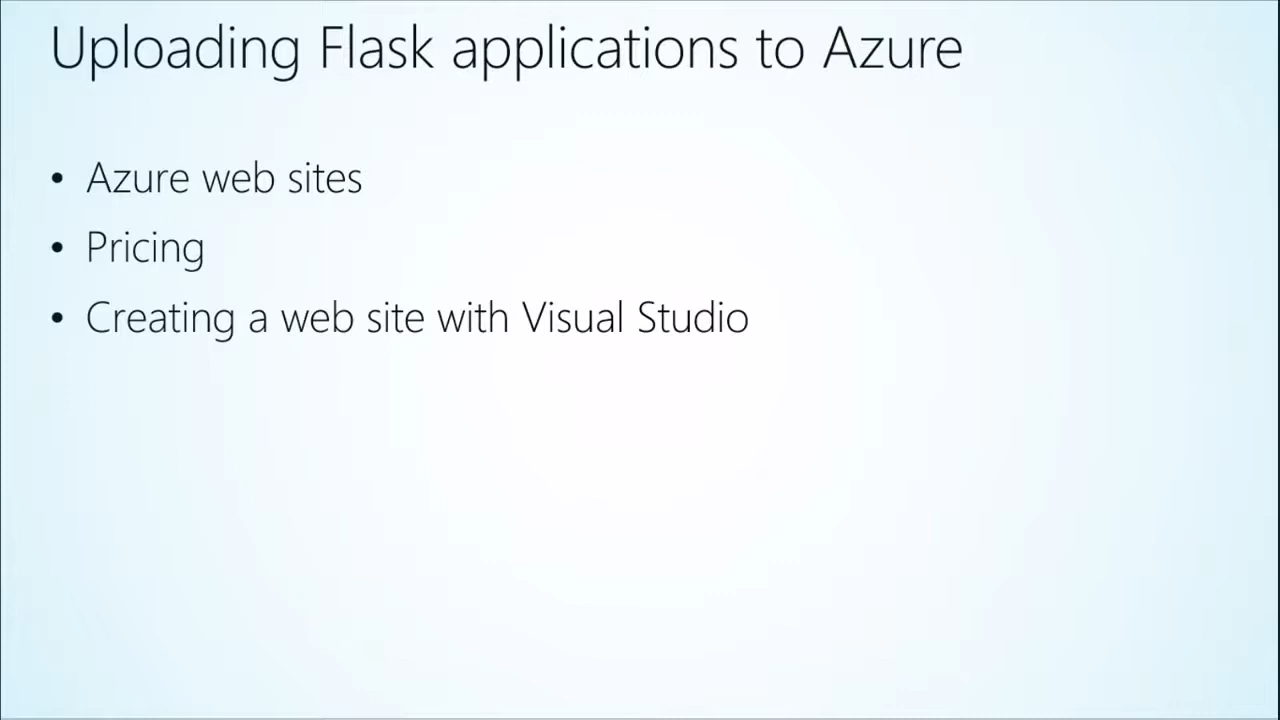 Uploading Flask applications to Azure
• Azure web sites
• Pricing
• Creating a web site with Visual Studio